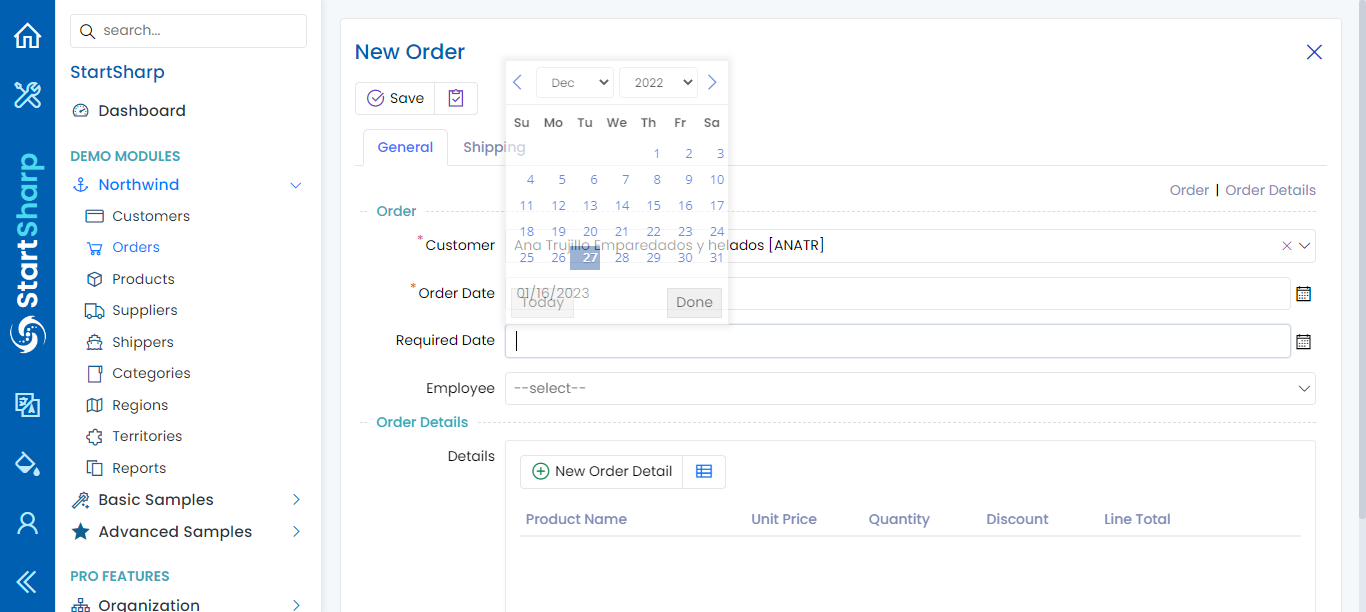 search...
StartSharp
Dashboard
DEMO MODULES
Northwind
Customers
Orders
Products
Suppliers
Shippers
Categories
Regions
Territories
Reports
Basic Samples
Advanced Samples
PRO FEATURES
Organization
StartSharp
New Order
Save
General Shipping
Dec 2022
Su Mo Tu We Th Fr Sa
1 2 3
4 5 6 7 8 9 10
11 12 13 14 15 16 17
18 19 20 21 22 23 24
25 26 27 28 29 30 31
Today Done
Order | Order Details
Order
*Customer Ana Trujillo Emparedados y helados [ANATR]
*Order Date 01/16/2023
Required Date
Employee --select--
Order Details
Details
New Order Detail
Product Name Unit Price Quantity Discount Line Total